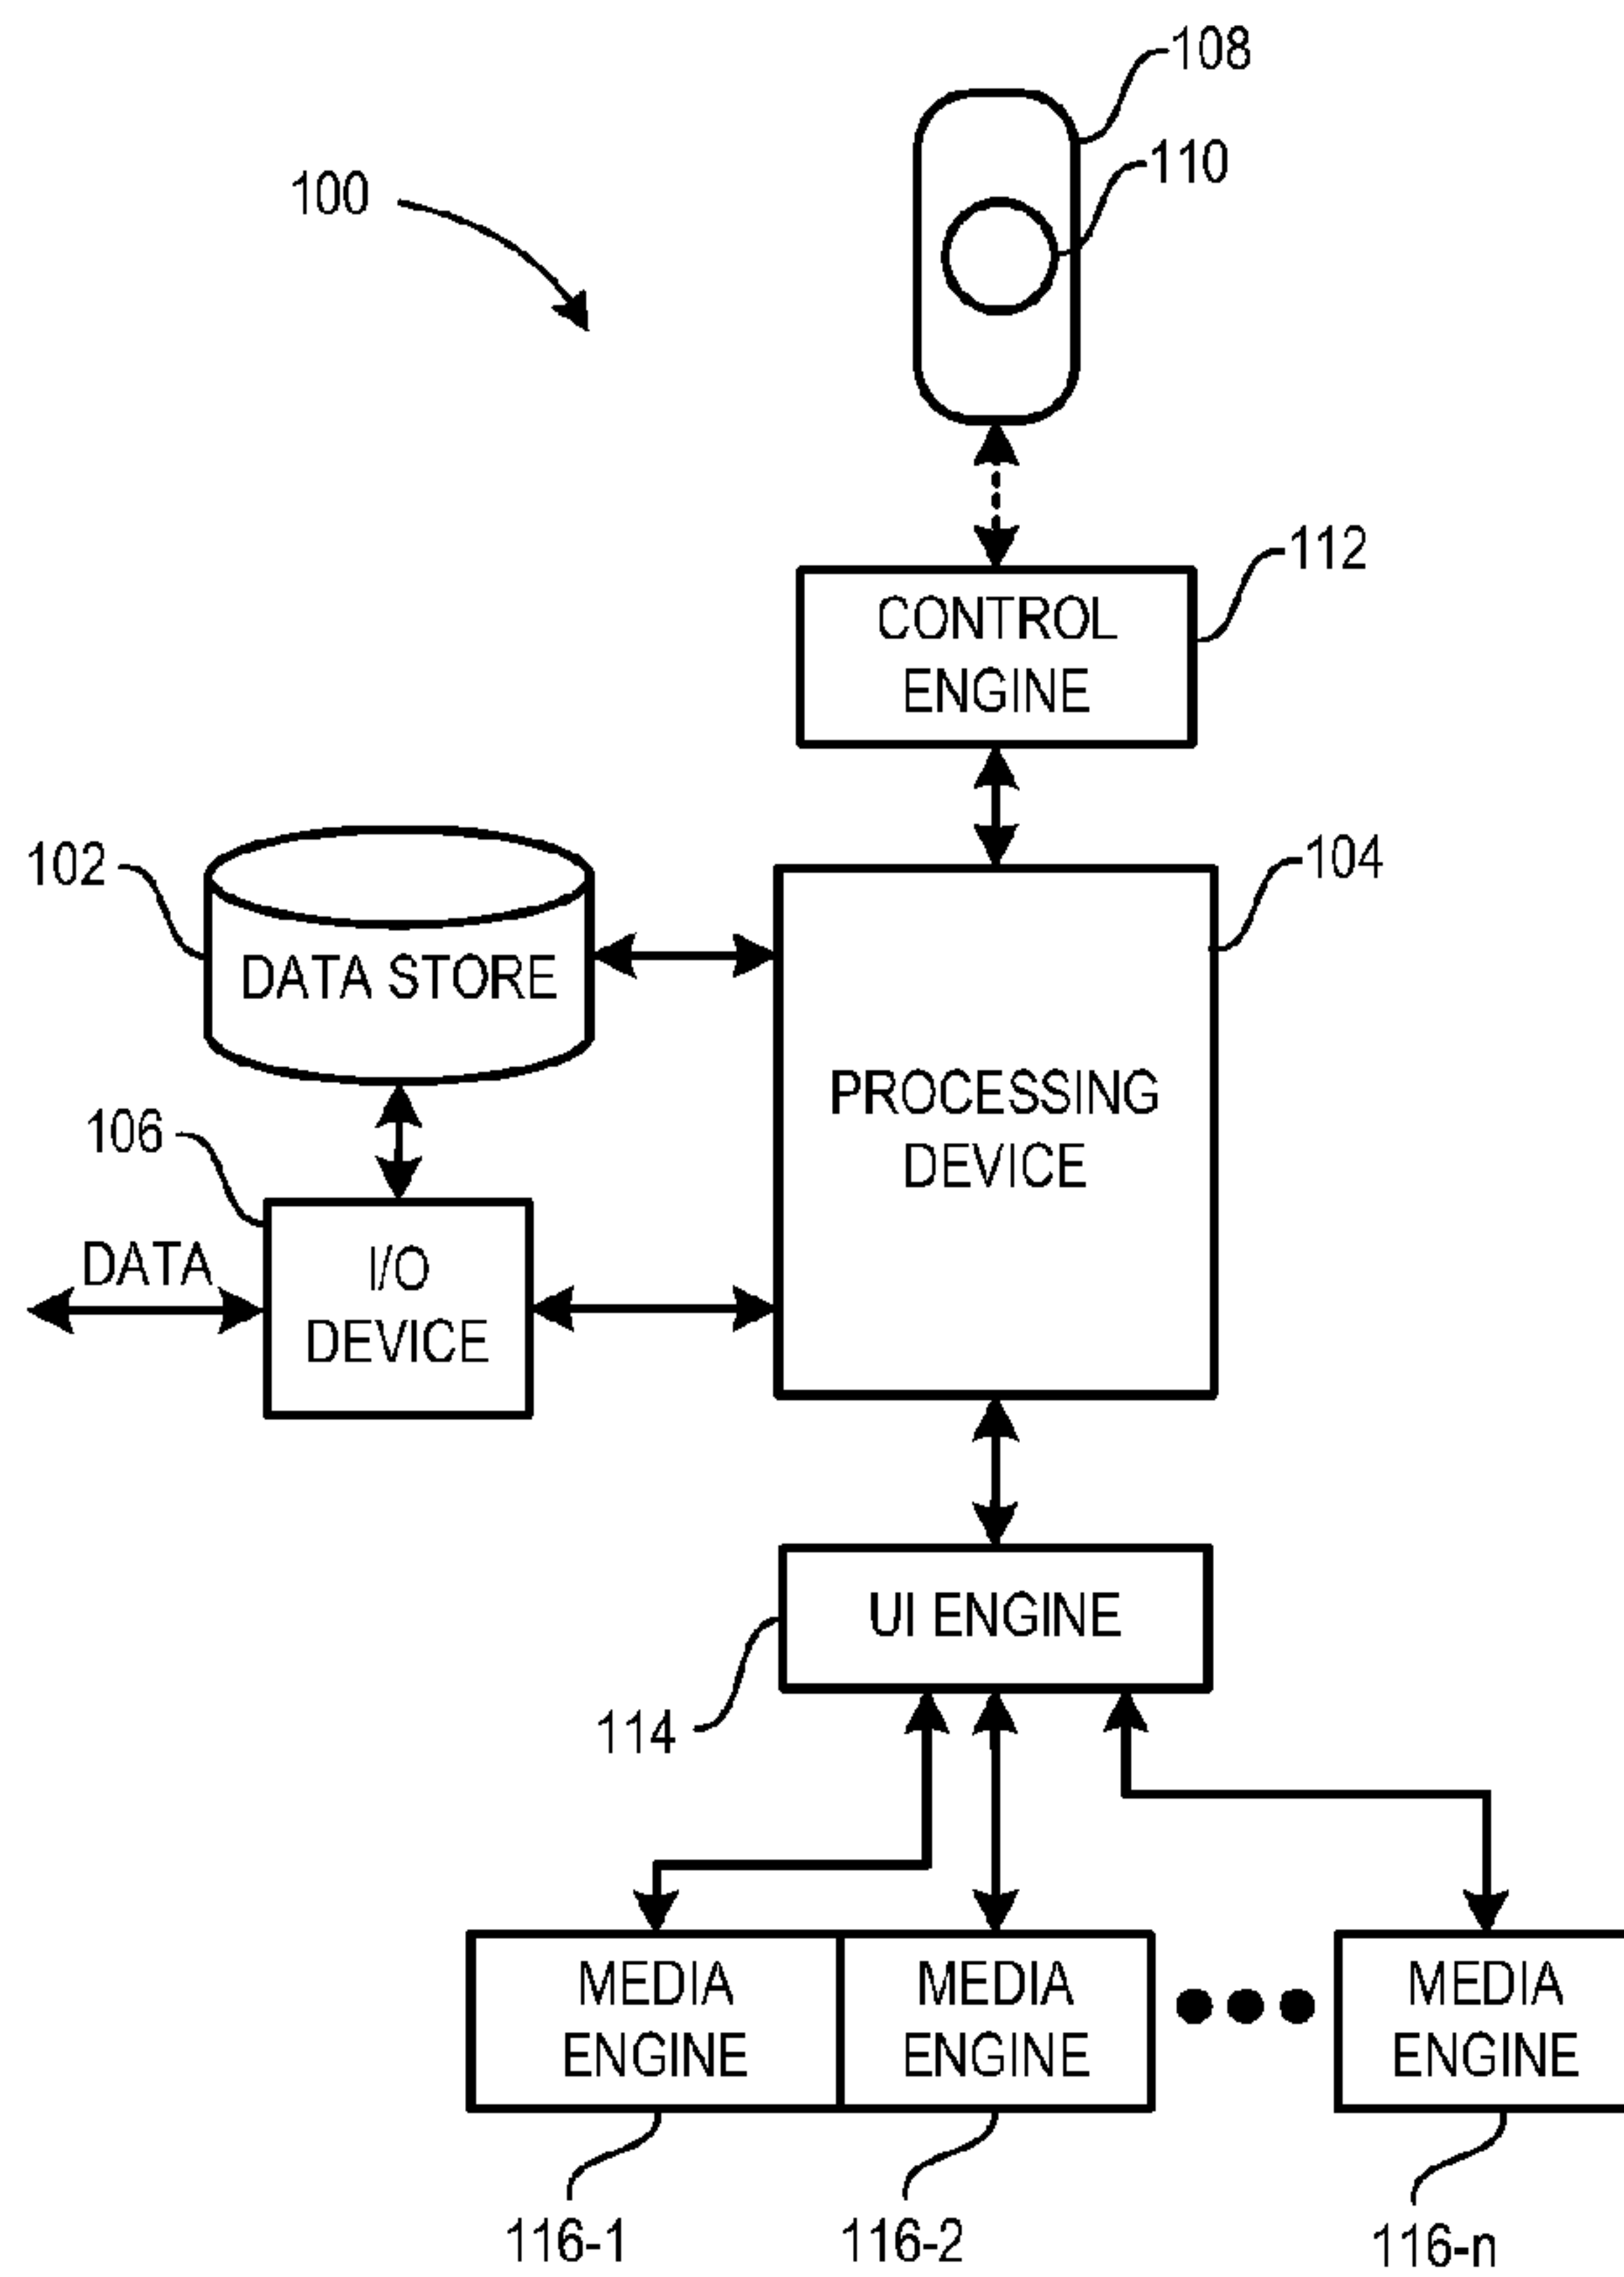 108
110
100
112
CONTROL
ENGINE
102
104
DATA STORE
PROCESSING
DEVICE
106
DATA
I/O
DEVICE
UI ENGINE
114
MEDIA
ENGINE
MEDIA
ENGINE
MEDIA
ENGINE
116-1
116-2
116-n